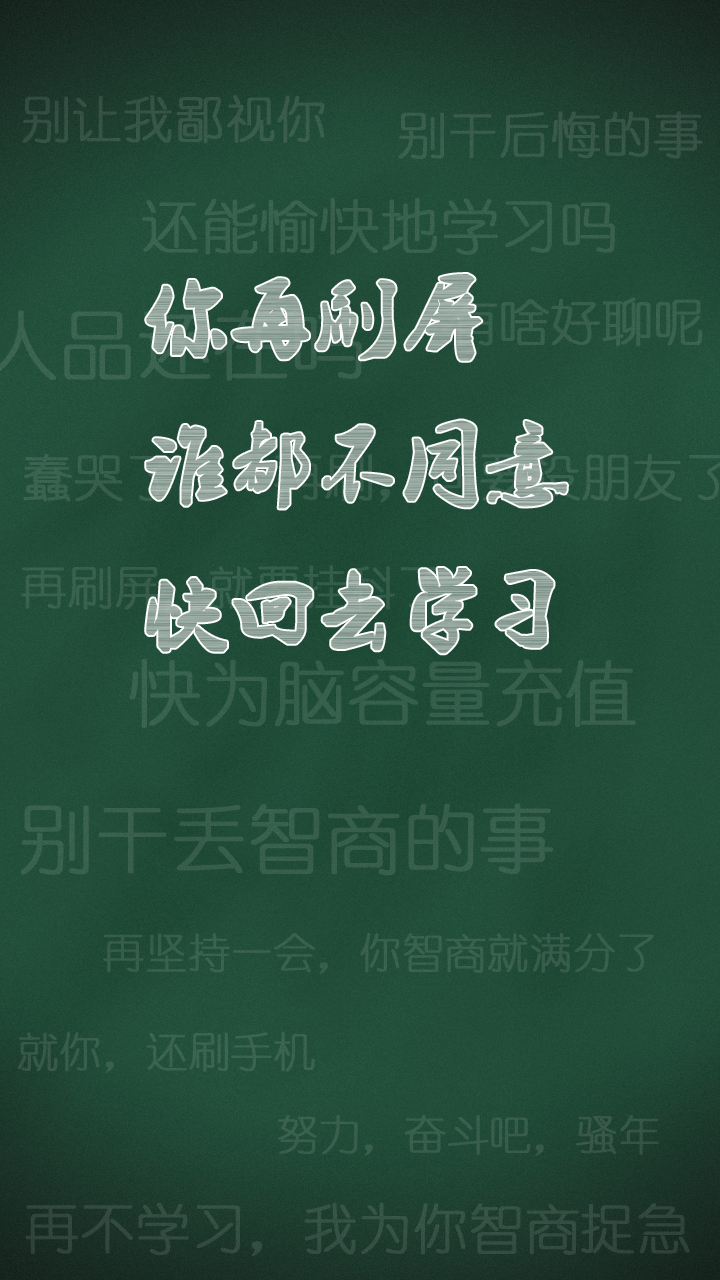 别让我鄙视你
别干后悔的事
还能愉快地学习吗
你再刷屏
有啥好聊呢
人品还在吗
谁都不同意
蠢哭了
没朋友了
快回去学习
再刷屏，就要挂科了
快为脑容量充值
别干丢智商的事
再坚持一会，你智商就满分了
就你，还刷手机
努力，奋斗吧，骚年
再不学习，我为你智商捉急